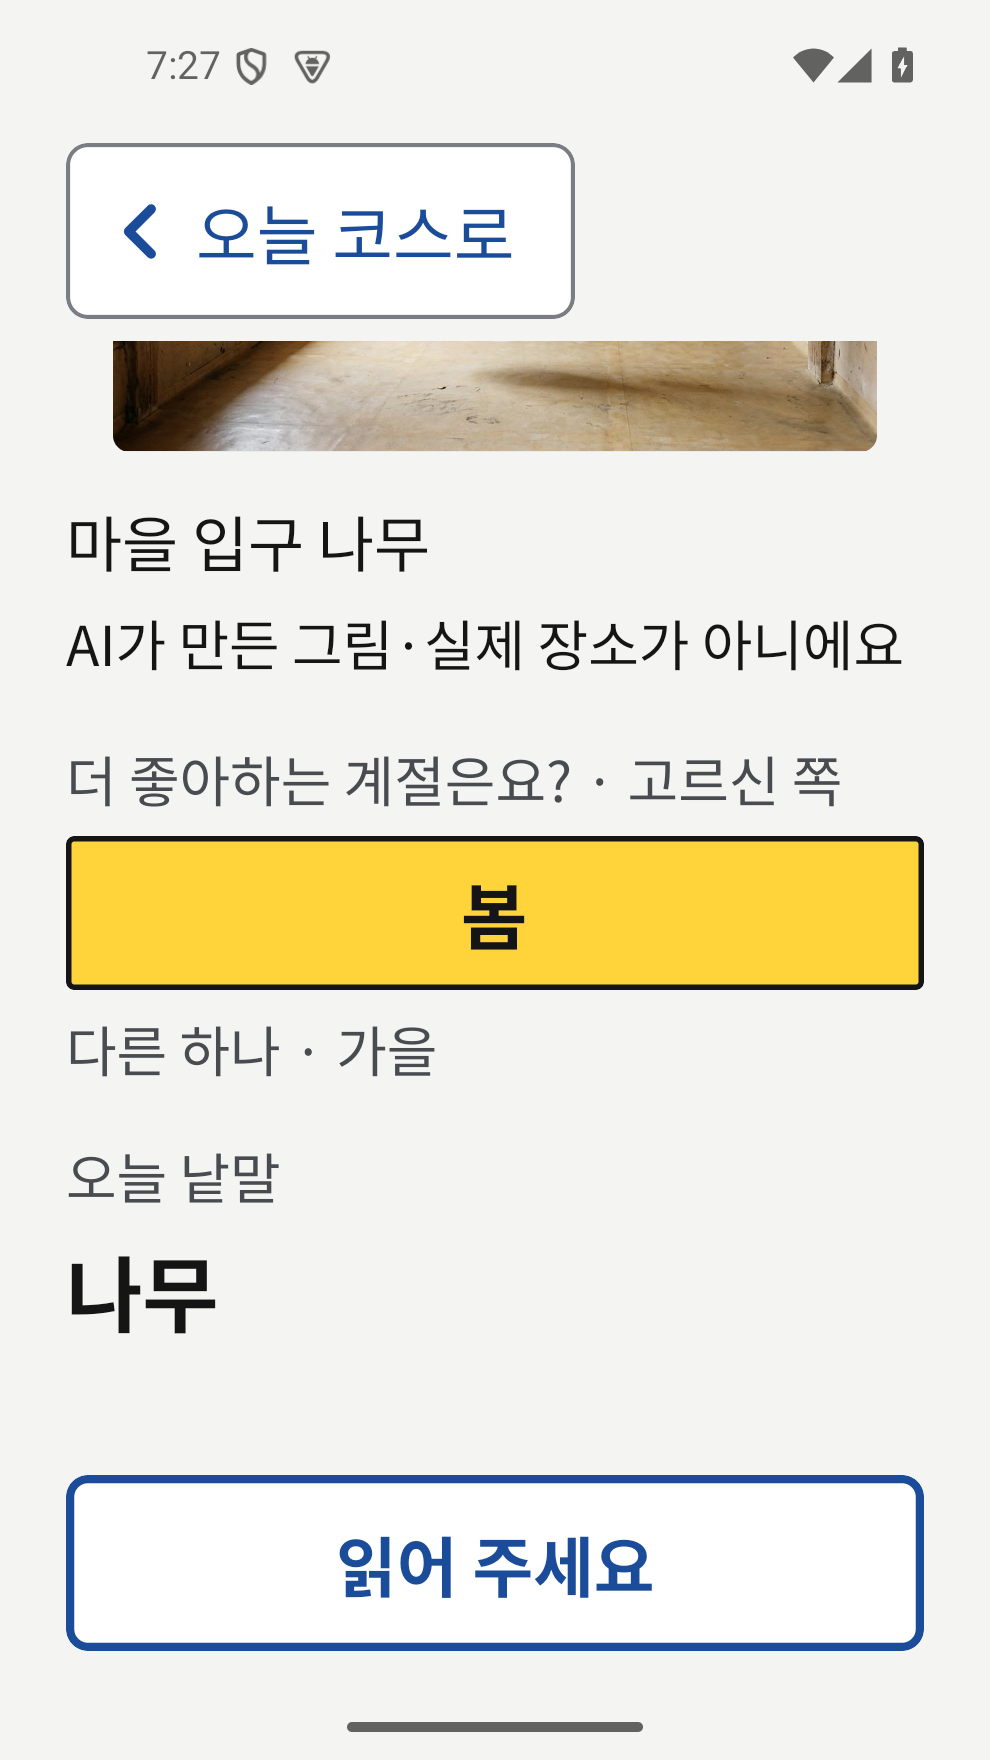 7:27
오늘 코스로
마을 입구 나무
AI가 만든 그림 · 실제 장소가 아니에요
더 좋아하는 계절은요? · 고르신 쪽
봄
다른 하나 · 가을
오늘 낱말
나무
읽어 주세요